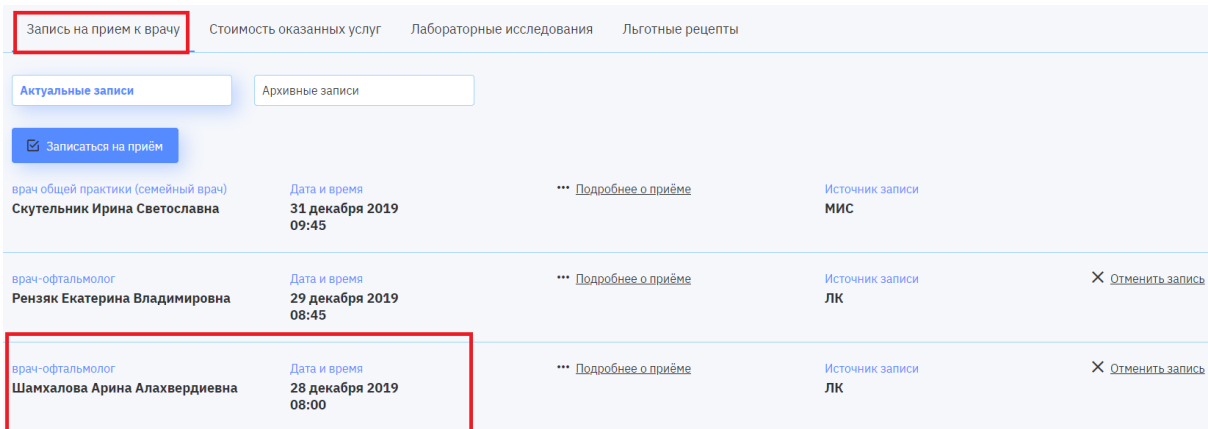 Запись на прием к врачу Стоимость оказанных услуг Лабораторные исследования Льготные рецепты
Актуальные записи Архивные записи
Записаться на приём
врач общей практики (семейный врач) Дата и время ••• Подробнее о приёме Источник записи
Скутельник Ирина Светославна 31 декабря 2019 МИС
09:45
врач-офтальмолог Дата и время ••• Подробнее о приёме Источник записи Отменить запись
Рензяк Екатерина Владимировна 29 декабря 2019 ЛК
08:45
врач-офтальмолог Дата и время ••• Подробнее о приёме Источник записи Отменить запись
Шамхалова Арина Алахвердиевна 28 декабря 2019 ЛК
08:00